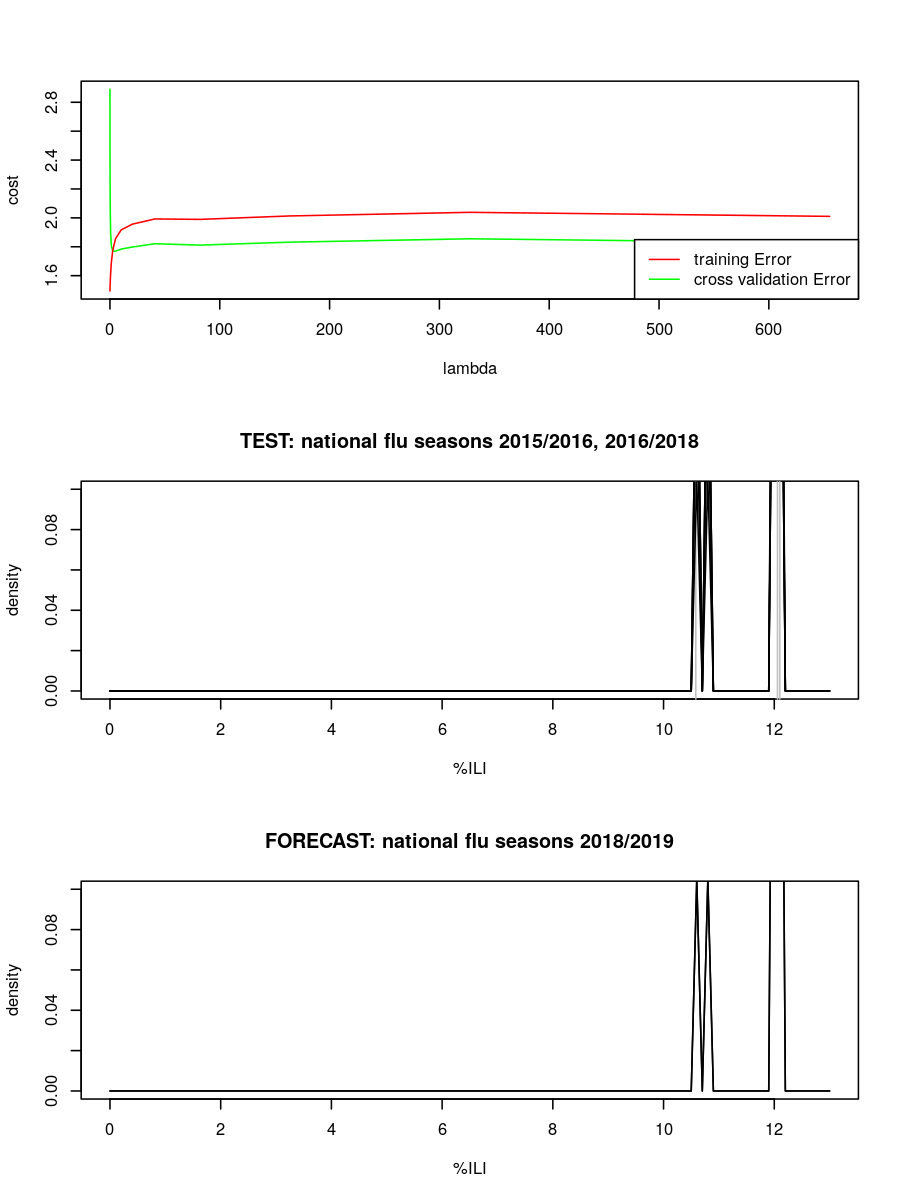 cost
2.8
2.4
2.0
1.6
training Error
cross validation Error
0 100 200 300 400 500 600
lambda
TEST: national flu seasons 2015/2016, 2016/2018
density
0.08
0.04
0.00
0 2 4 6 8 10 12
%ILI
FORECAST: national flu seasons 2018/2019
density
0.08
0.04
0.00
0 2 4 6 8 10 12
%ILI